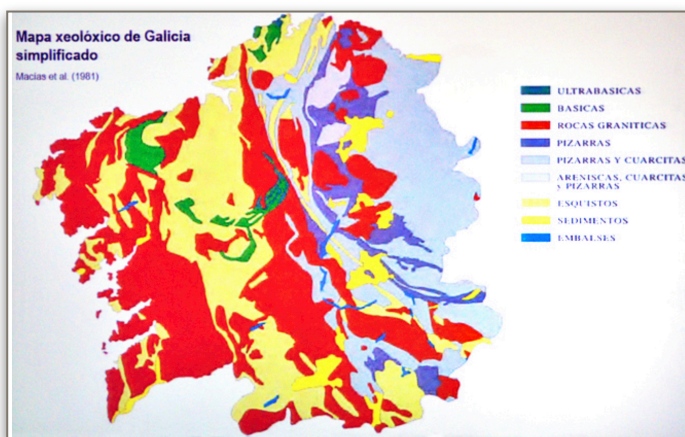 Mapa xeolóxico de Galicia
simplificado
Macias et al. (1981)
ULTRABASICAS
BASICAS
ROCAS GRANITICAS
PIZARRAS
PIZARRAS Y CUARCITAS
ARENISCAS, CUARCITAS
y PIZARRAS
ESQUISTOS
SEDIMENTOS
EMBALSES